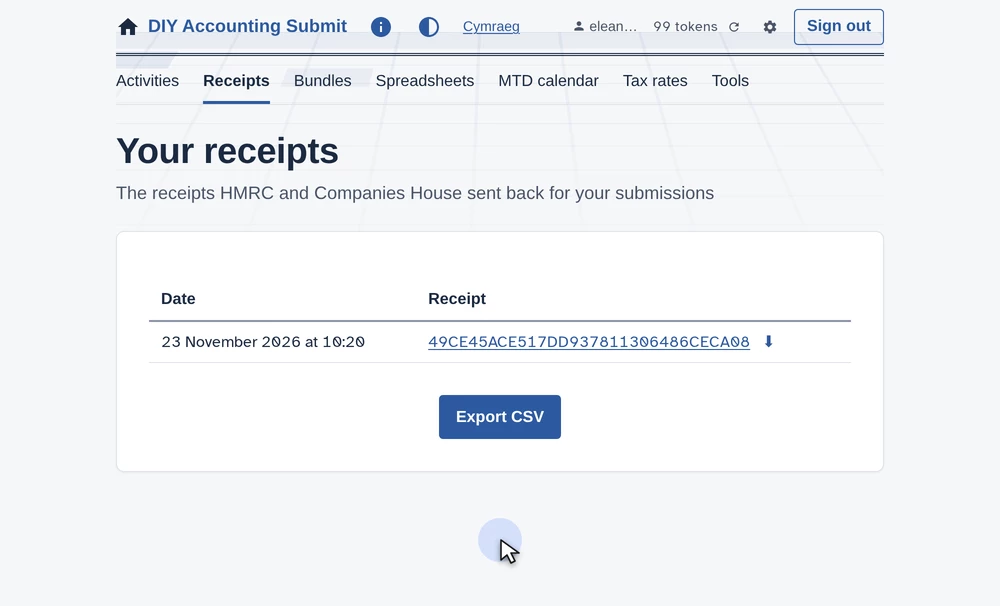 DIY Accounting Submit
Cymraeg
elean...
99 tokens
Sign out
Activities
Receipts
Bundles
Spreadsheets
MTD calendar
Tax rates
Tools
Your receipts
The receipts HMRC and Companies House sent back for your submissions
Date Receipt
23 November 2026 at 10:20 49CE45ACE517DD937811306486CECA08
Export CSV